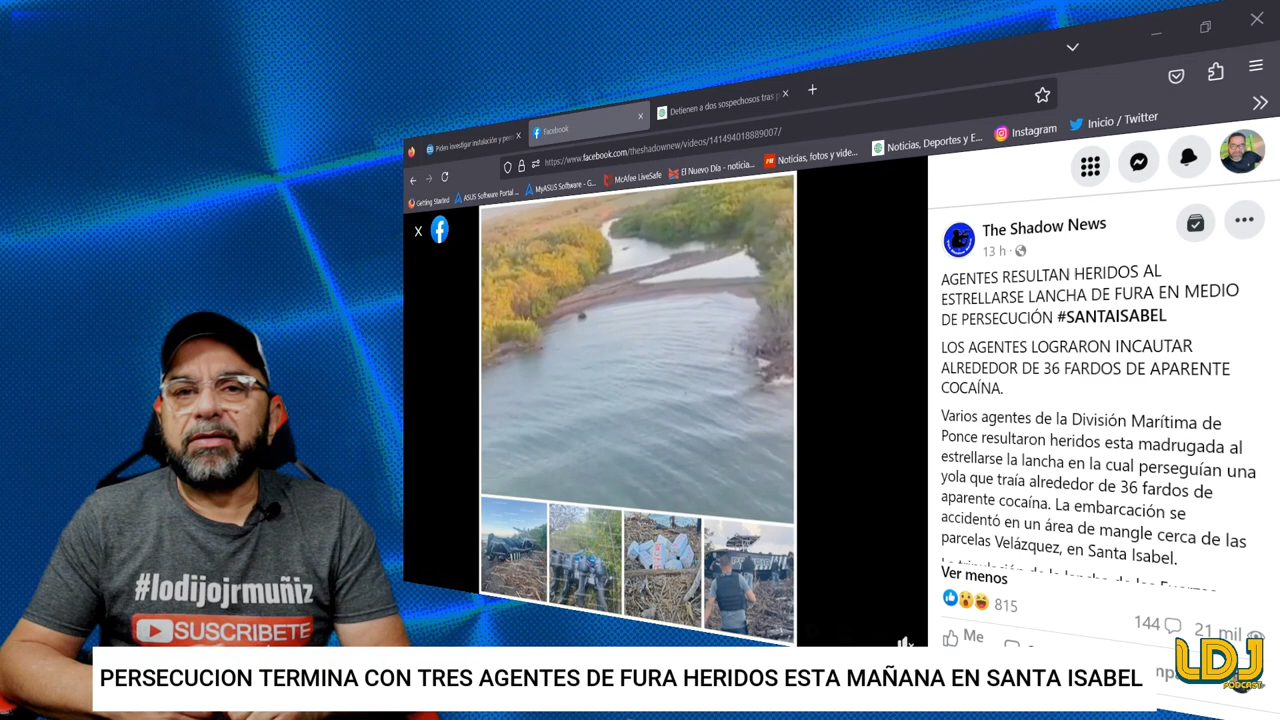 Piden investigar instalación y
Facebook
Detienen a dos sospechosos tras
https://www.facebook.com/theshadownew/videos/141494018889007/
Getting Started
ASUS Software Portal ...
MyASUS Software - G...
McAfee LiveSafe
El Nuevo Día - noticia...
Noticias, fotos y vide...
Noticias, Deportes y E...
Instagram
Inicio / Twitter
The Shadow News
13 h
AGENTES RESULTAN HERIDOS AL
ESTRELLARSE LANCHA DE FURA EN MEDIO
DE PERSECUCIÓN #SANTAISABEL
LOS AGENTES LOGRARON INCAUTAR
ALREDEDOR DE 36 FARDOS DE APARENTE
COCAÍNA.
Varios agentes de la División Marítima de
Ponce resultaron heridos esta madrugada al
estrellarse la lancha en la cual perseguían una
yola que traía alrededor de 36 fardos de
aparente cocaína. La embarcación se
accidentó en un área de mangle cerca de las
parcelas Velázquez, en Santa Isabel.
Ver menos
815
144
21 mil
Me
#lodijojrmuñiz
SUSCRIBETE
LDJ
PODCAST
PERSECUCION TERMINA CON TRES AGENTES DE FURA HERIDOS ESTA MAÑANA EN SANTA ISABEL